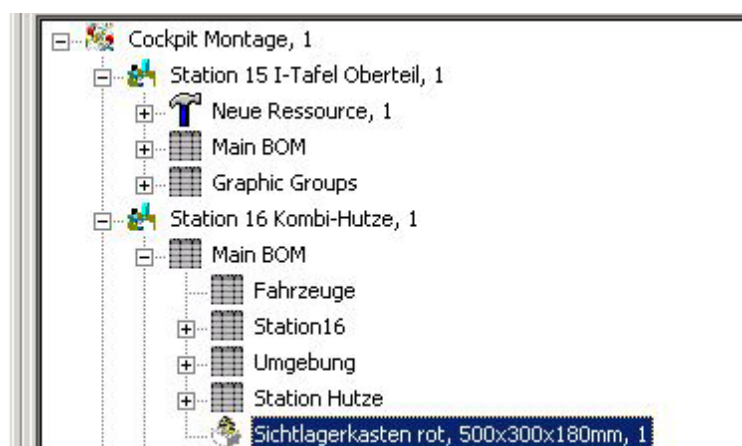 Cockpit Montage, 1
Station 15 I-Tafel Oberteil, 1
Neue Ressource, 1
Main BOM
Graphic Groups
Station 16 Kombi-Hutze, 1
Main BOM
Fahrzeuge
Station16
Umgebung
Station Hutze
Sichtlagerkasten rot, 500x300x180mm, 1